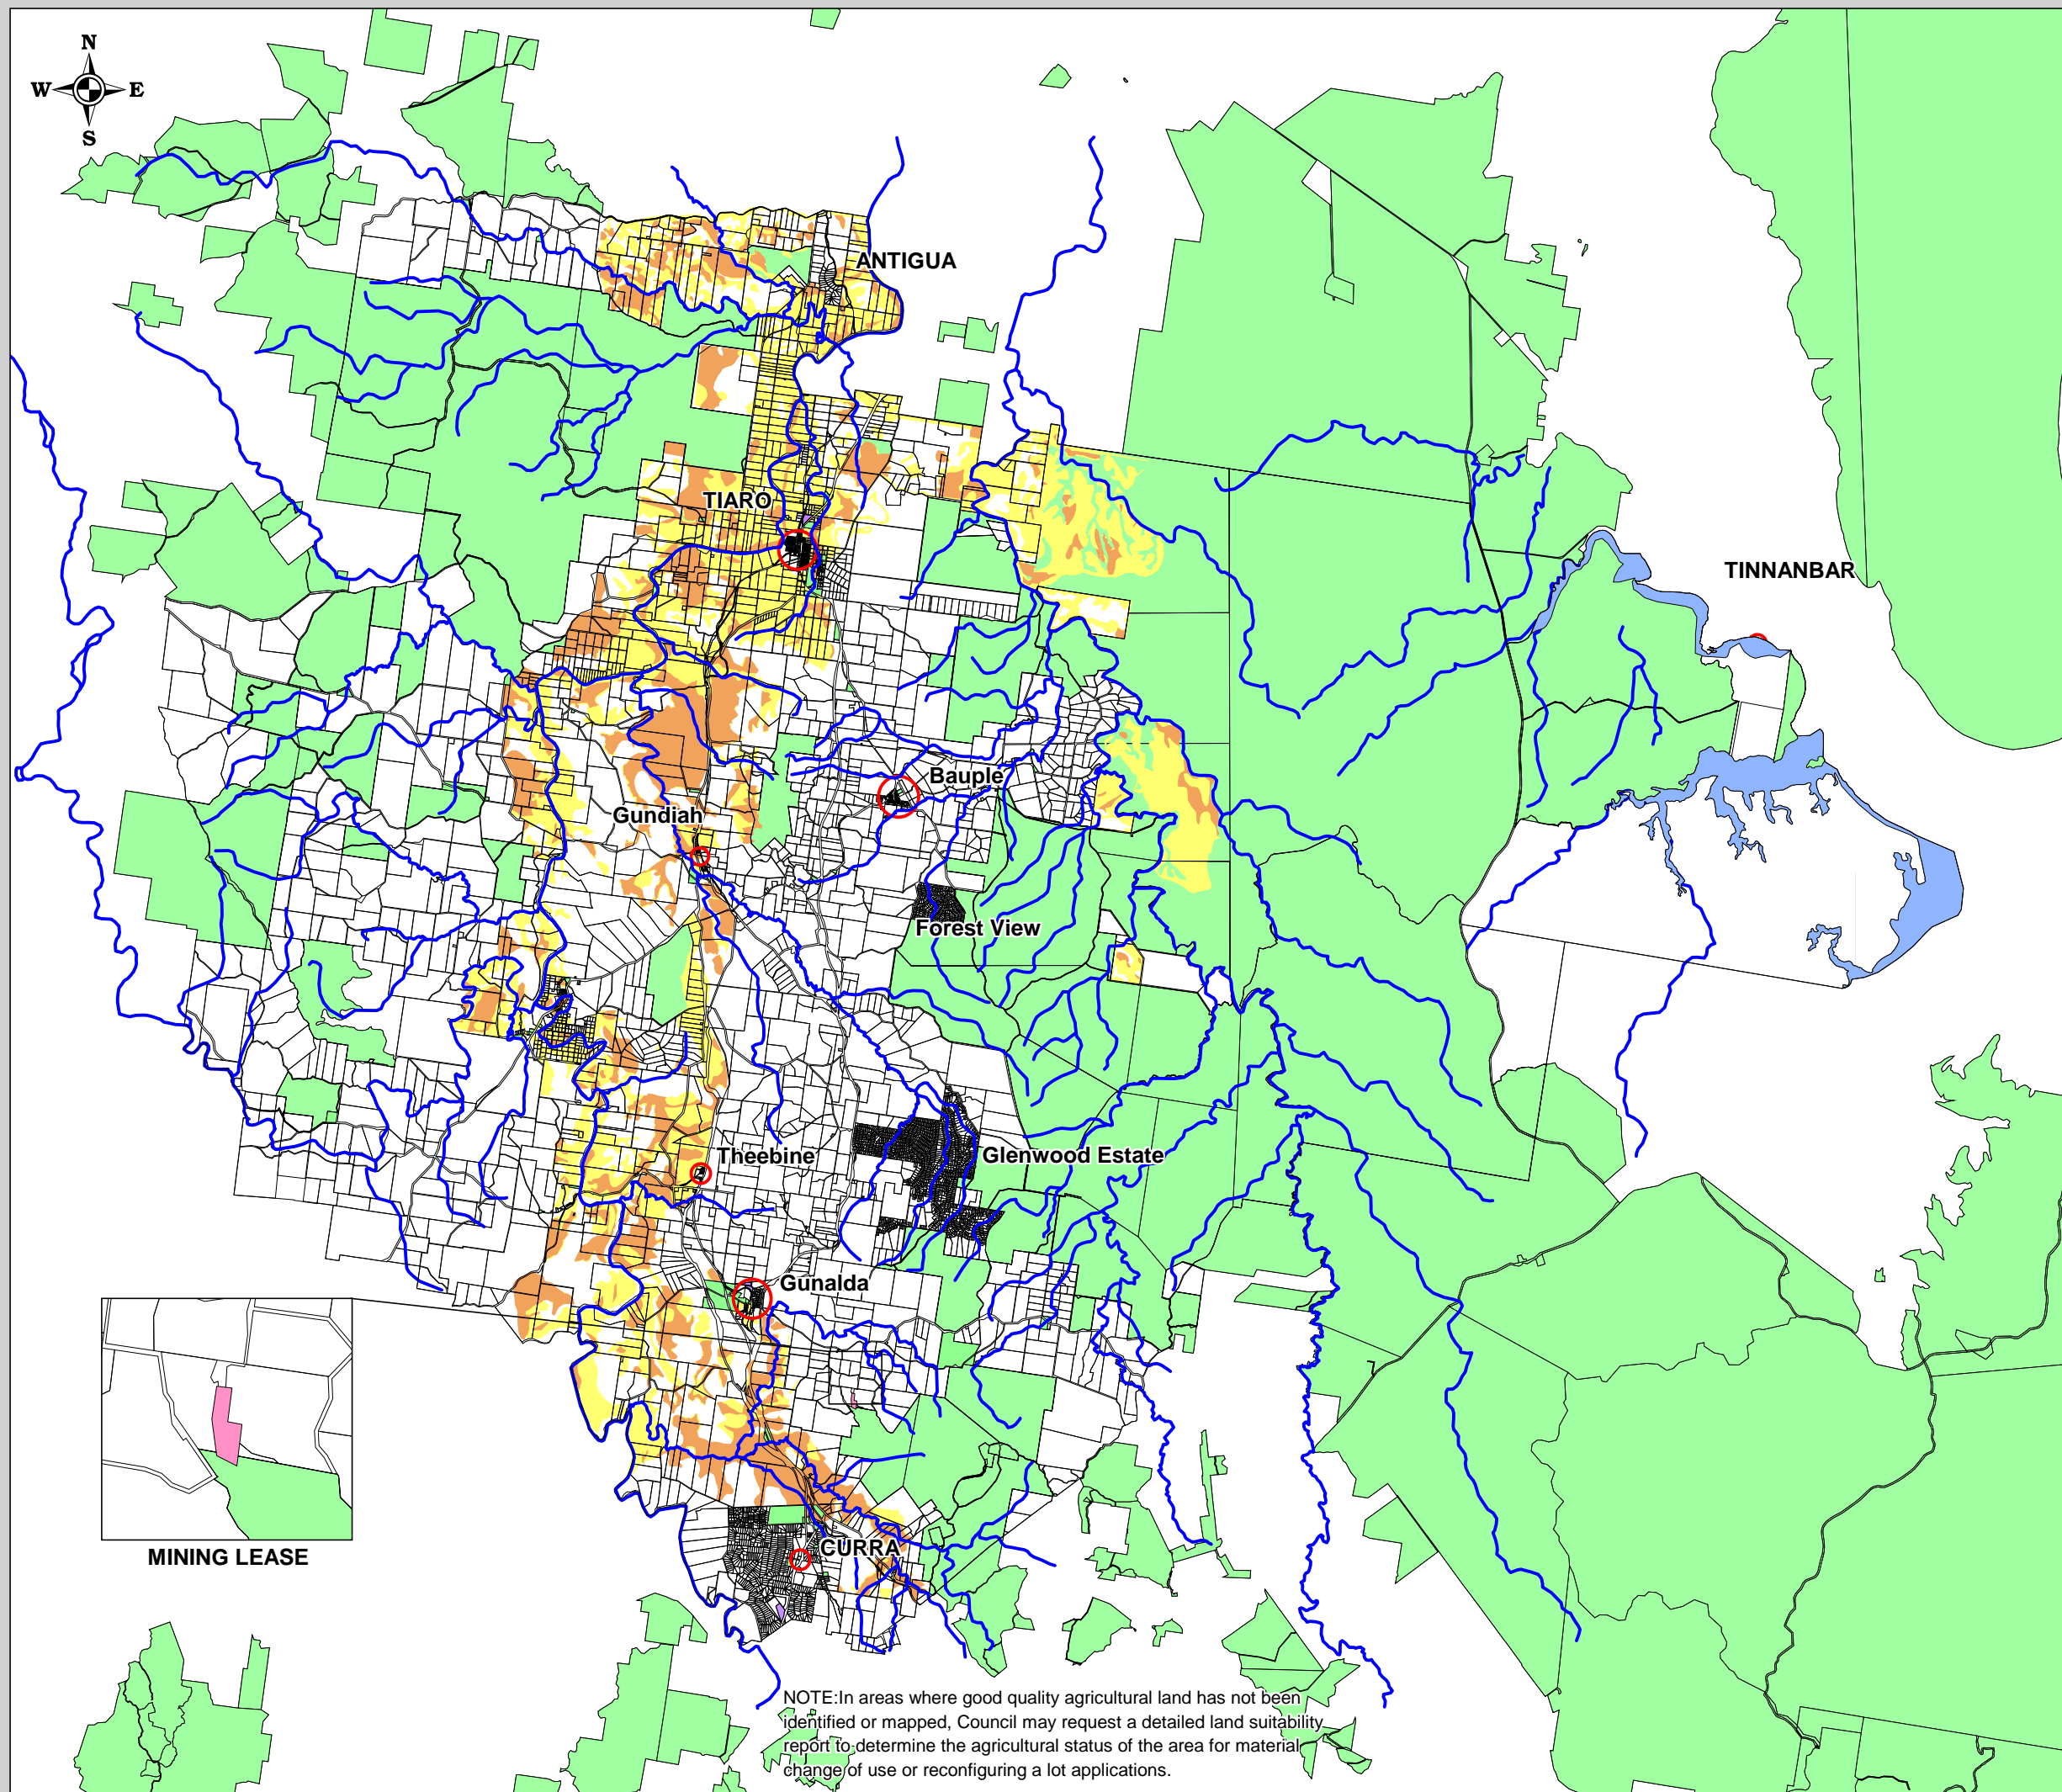 N
W E
S
ANTIGUA
TIARO
TINNANBAR
Bauple
Gundiah
Forest View
Theebine
Glenwood Estate
Gunalda
CURRA
MINING LEASE
NOTE:In areas where good quality agricultural land has not been
identified or mapped, Council may request a detailed land suitability
report to determine the agricultural status of the area for material
change of use or reconfiguring a lot applications.